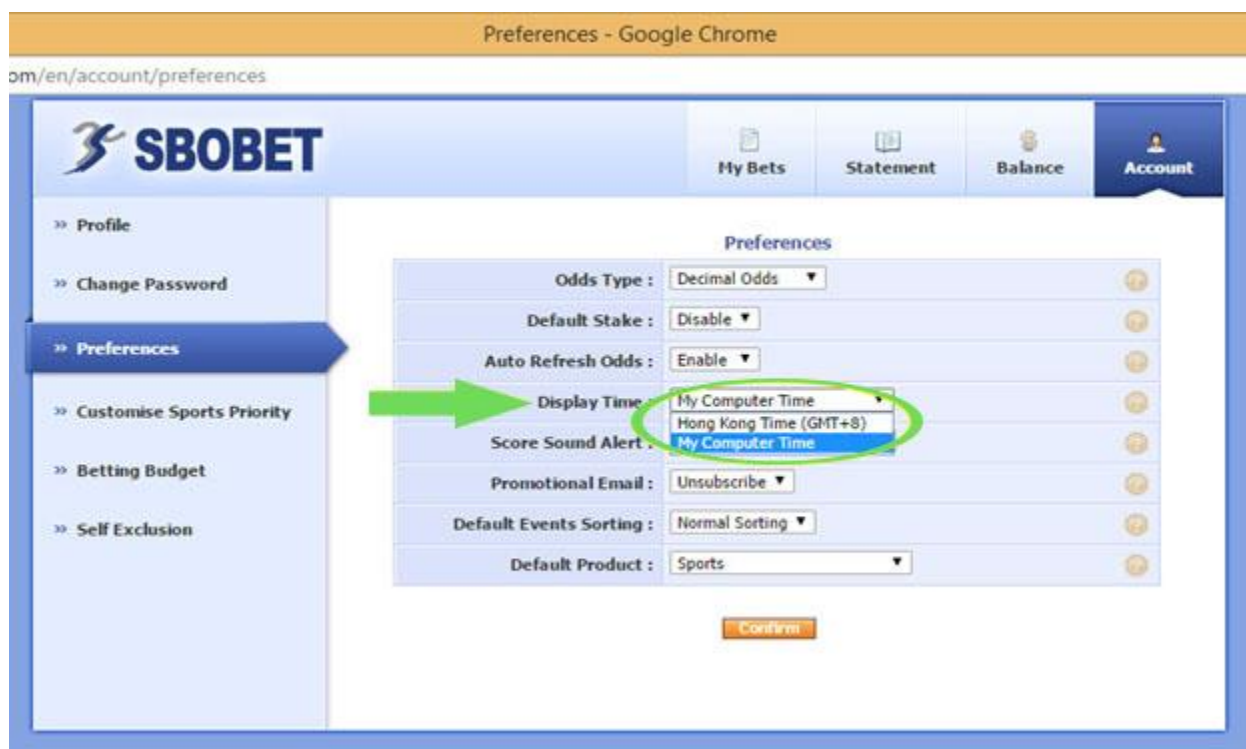 Preferences - Google Chrome
om/en/account/preferences
SBOBET
My Bets
Statement
Balance
Account
» Profile
» Change Password
» Preferences
» Customise Sports Priority
» Betting Budget
» Self Exclusion
Preferences
Odds Type : Decimal Odds
Default Stake : Disable
Auto Refresh Odds : Enable
Display Time : My Computer Time
Hong Kong Time (GMT+8)
Score Sound Alert : My Computer Time
Promotional Email : Unsubscribe
Default Events Sorting : Normal Sorting
Default Product : Sports
Confirm